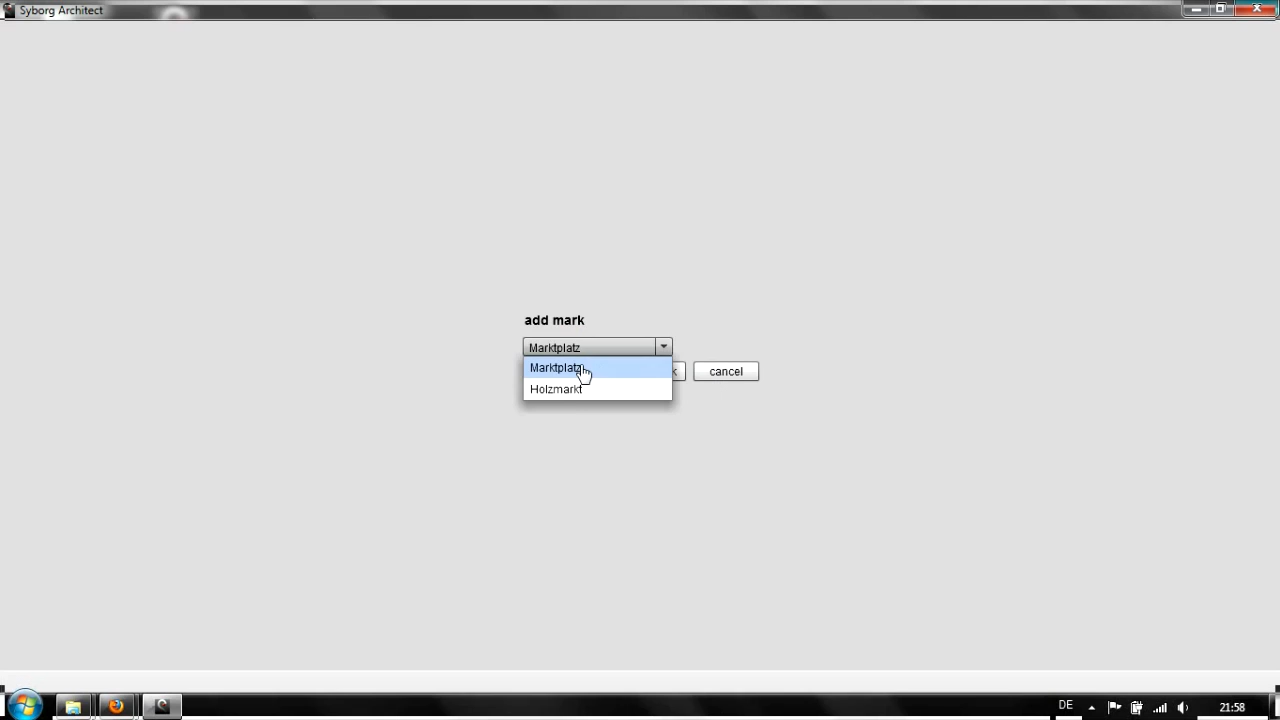 Syborg Architect
add mark
Marktplatz
Marktplatz
cancel
Holzmarkt
DE
21:58